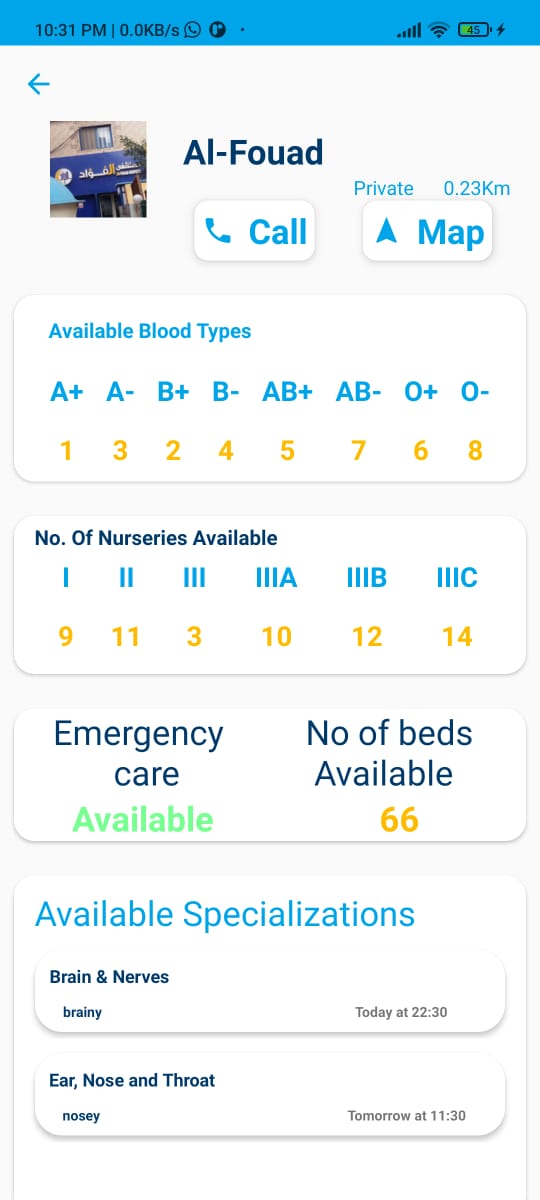 10:31 PM | 0.0KB/s
45
مستشفى الفؤاد
Al-Fouad
Private 0.23Km
Call Map
Available Blood Types
A+ A- B+ B- AB+ AB- O+ O-
1 3 2 4 5 7 6 8
No. Of Nurseries Available
I II III IIIA IIIB IIIC
9 11 3 10 12 14
Emergency care
Available
No of beds Available
66
Available Specializations
Brain & Nerves
brainy Today at 22:30
Ear, Nose and Throat
nosey Tomorrow at 11:30